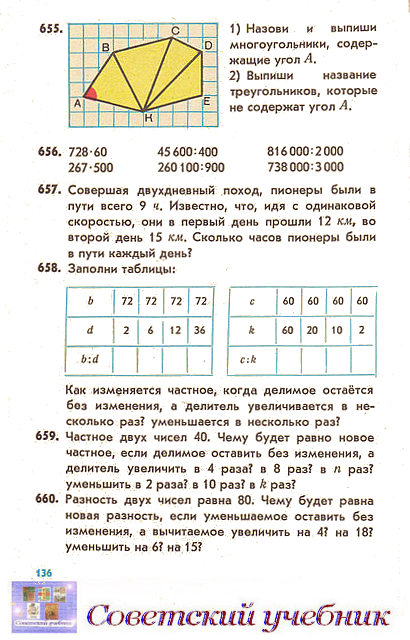 655.
A B C D E K
1) Назови и выпиши
многоугольники, содер-
жащие угол A.
2) Выпиши название
треугольников, которые
не содержат угол A.
656. 728·60 45 600:400 816 000:2 000
267·500 260 100:900 738 000:3 000
657. Совершая двухдневный поход, пионеры были в
пути всего 9 ч. Известно, что, идя с одинаковой
скоростью, они в первый день прошли 12 км, во
второй день 15 км. Сколько часов пионеры были
в пути каждый день?
658. Заполни таблицы:
b 72 72 72 72
d 2 6 12 36
b:d
c 60 60 60 60
k 60 20 10 2
c:k
Как изменяется частное, когда делимое остаётся
без изменения, а делитель увеличивается в не-
сколько раз? уменьшается в несколько раз?
659. Частное двух чисел 40. Чему будет равно новое
частное, если делимое оставить без изменения, а
делитель увеличить в 4 раза? в 8 раз? в n раз?
уменьшить в 2 раза? в 10 раз? в k раз?
660. Разность двух чисел равна 80. Чему будет равна
новая разность, если уменьшаемое оставить без
изменения, а вычитаемое увеличить на 4? на 18?
уменьшить на 6? на 15?
136
Советский учебник
Советский учебник